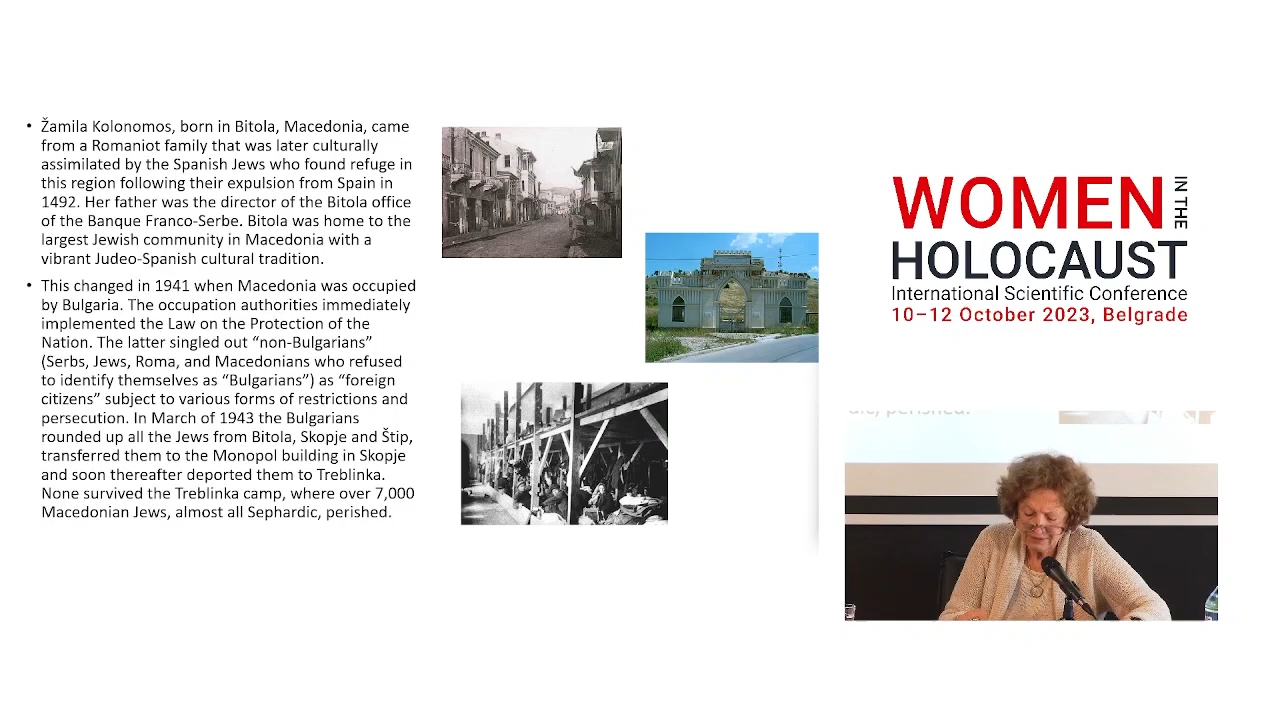 • Žamila Kolonomos, born in Bitola, Macedonia, came
from a Romaniot family that was later culturally
assimilated by the Spanish Jews who found refuge in
this region following their expulsion from Spain in
1492. Her father was the director of the Bitola office
of the Banque Franco-Serbe. Bitola was home to the
largest Jewish community in Macedonia with a
vibrant Judeo-Spanish cultural tradition.
• This changed in 1941 when Macedonia was occupied
by Bulgaria. The occupation authorities immediately
implemented the Law on the Protection of the
Nation. The latter singled out “non-Bulgarians”
(Serbs, Jews, Roma, and Macedonians who refused
to identify themselves as “Bulgarians”) as “foreign
citizens” subject to various forms of restrictions and
persecution. In March of 1943 the Bulgarians
rounded up all the Jews from Bitola, Skopje and Štip,
transferred them to the Monopol building in Skopje
and soon thereafter deported them to Treblinka.
None survived the Treblinka camp, where over 7,000
Macedonian Jews, almost all Sephardic, perished.
WOMEN IN THE
HOLOCAUST
International Scientific Conference
10–12 October 2023, Belgrade
perished.